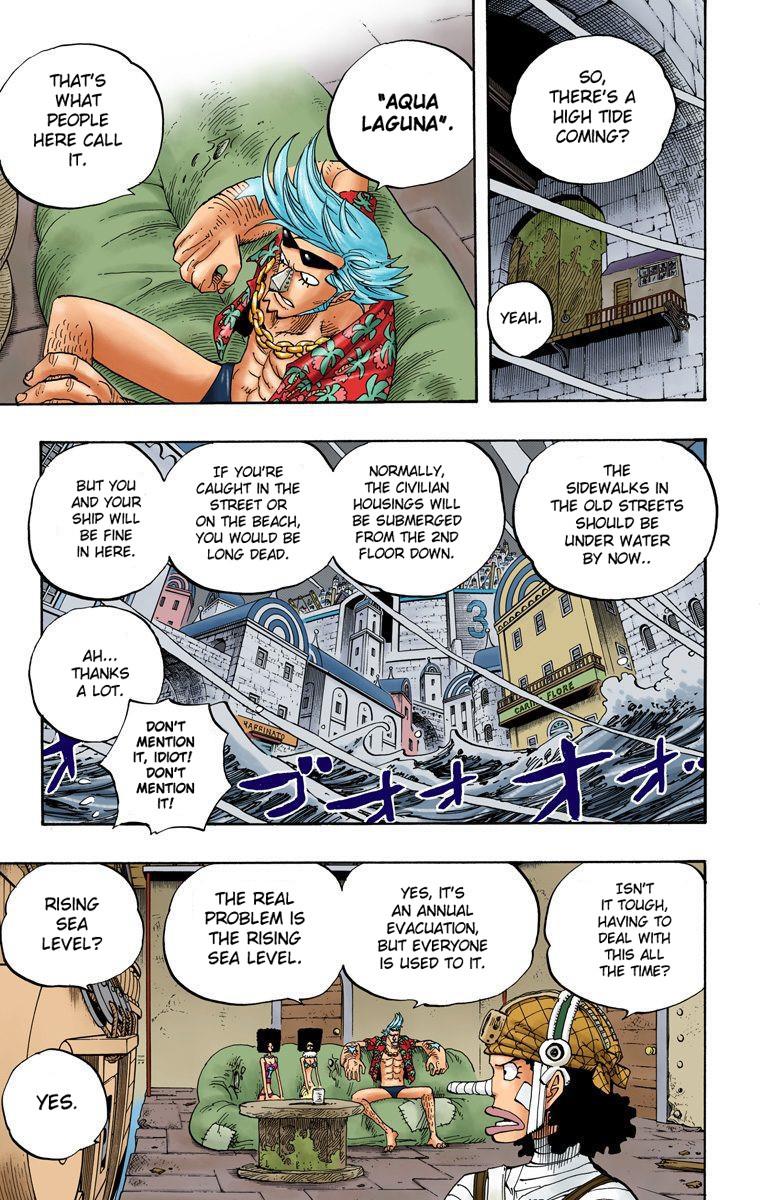 SO,
THERE'S A
HIGH TIDE
COMING?
YEAH.
"AQUA
LAGUNA".
THAT'S
WHAT
PEOPLE
HERE CALL
IT.
THE
SIDEWALKS IN
THE OLD STREETS
SHOULD BE
UNDER WATER
BY NOW..
NORMALLY,
THE CIVILIAN
HOUSINGS WILL
BE SUBMERGED
FROM THE 2ND
FLOOR DOWN.
IF YOU'RE
CAUGHT IN THE
STREET OR
ON THE BEACH,
YOU WOULD BE
LONG DEAD.
BUT YOU
AND YOUR
SHIP WILL
BE FINE
IN HERE.
AH...
THANKS
A LOT.
DON'T
MENTION
IT, IDIOT!
DON'T
MENTION
IT!
3
CARINE FLORE
ゴオオォオオォ
ISN'T
IT TOUGH,
HAVING TO
DEAL WITH
THIS ALL
THE TIME?
YES, IT'S
AN ANNUAL
EVACUATION,
BUT EVERYONE
IS USED TO IT.
THE REAL
PROBLEM IS
THE RISING
SEA LEVEL.
RISING
SEA
LEVEL?
YES.